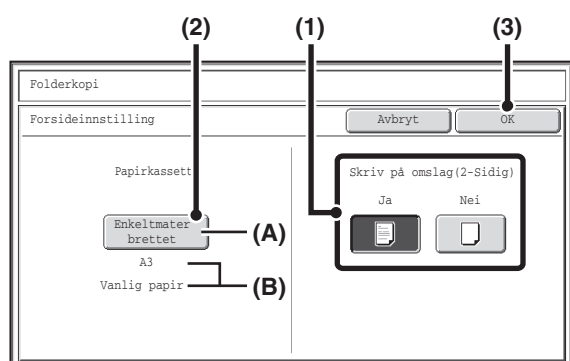 (2) (1) (3)
Folderkopi
Forsideinnstilling Avbryt OK
Papirkassett Skriv på omslag(2-Sidig)
Ja Nei
Enkeltmater
brettet
(A)
A3
Vanlig papir
(B)